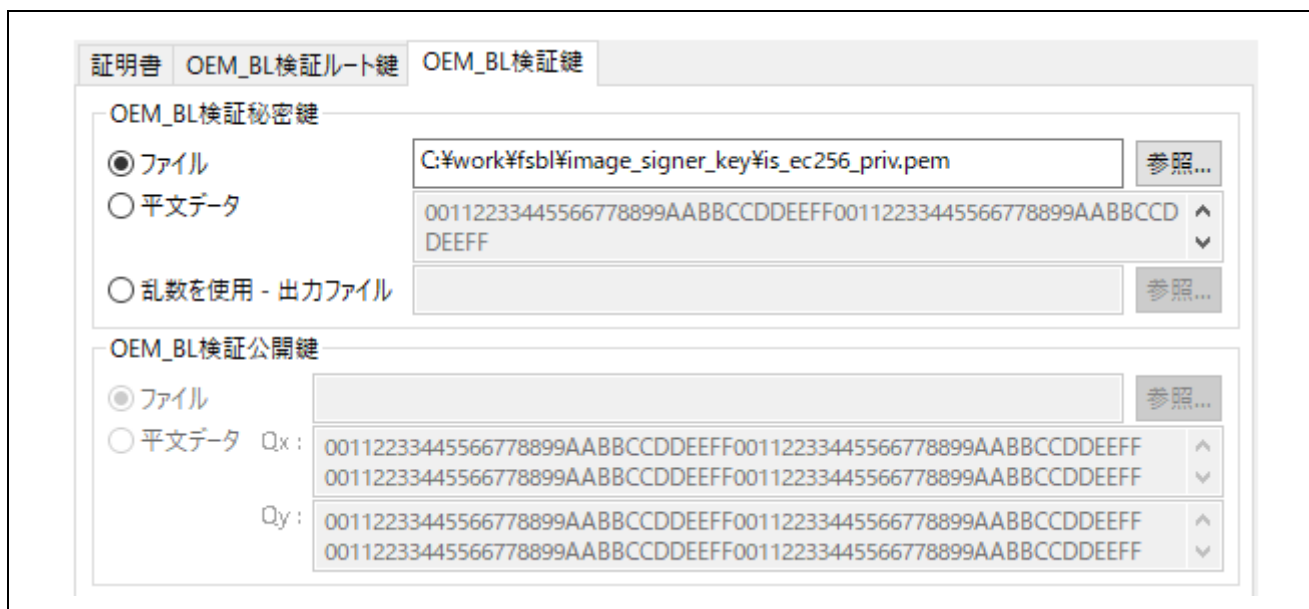 証明書 OEM_BL検証ルート鍵 OEM_BL検証鍵
OEM_BL検証秘密鍵
ファイル C:¥work¥fsbl¥image_signer_key¥is_ec256_priv.pem 参照...
平文データ 00112233445566778899AABBCCDDEEFF00112233445566778899AABBCCD
DEEFF
乱数を使用 - 出力ファイル 参照...
OEM_BL検証公開鍵
ファイル 参照...
平文データ Qx : 00112233445566778899AABBCCDDEEFF00112233445566778899AABBCCDDEEFF
00112233445566778899AABBCCDDEEFF00112233445566778899AABBCCDDEEFF
Qy : 00112233445566778899AABBCCDDEEFF00112233445566778899AABBCCDDEEFF
00112233445566778899AABBCCDDEEFF00112233445566778899AABBCCDDEEFF